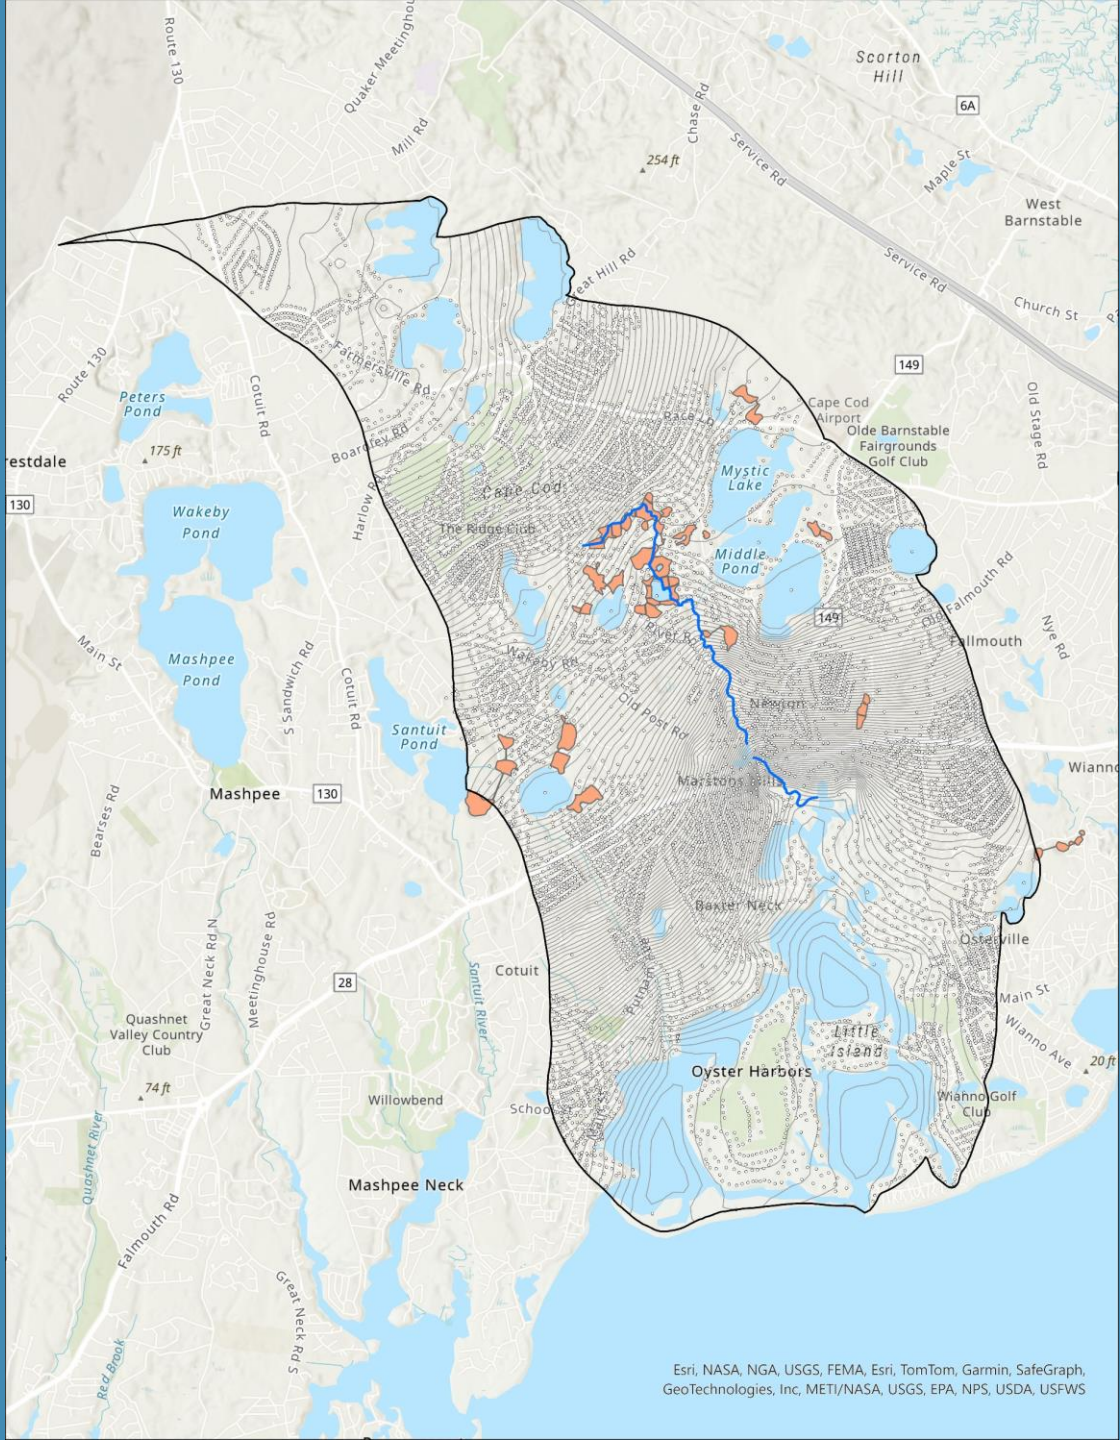 Route 130
Quaker Meetinghou
Mill Rd
Chase Rd
Scorton
Hill
6A
Service Rd
254 ft
Maple St
West
Barnstable
Great Hill Rd
Service Rd
Church St
Route 130
Farmersville Rd
149
Peters
Pond
Cotuit Rd
175 ft
Race Ln
Cape Cod
Airport
Olde Barnstable
Fairgrounds
Golf Club
Old Stage Rd
Boardley Rd
restdale
130
Wakeby
Pond
Harlow Rd
Cape Cod
The Ridge Club
Mystic
Lake
Middle
Pond
149
Old Falmouth Rd
Fallmouth
Nye Rd
Main St
Mashpee
Pond
S Sandwich Rd
Cotuit Rd
Wakeby Rd
River R
Old Post Rd
Newton
Santuit
Pond
Mashpee
130
Marstons Mills
Wianno
Bearses Rd
Baxter Neck
Great Neck Rd N
Meetinghouse Rd
28
Cotuit
Santuit River
Putnam Ave
Osterville
Main St
Wianno Ave
Quashnet
Valley Country
Club
Little
Island
Oyster Harbors
20 ft
74 ft
Willowbend
School St
Wianno Golf
Club
Quashnet River
Mashpee Neck
Falmouth Rd
Great Neck Rd S
Red Brook
Esri, NASA, NGA, USGS, FEMA, Esri, TomTom, Garmin, SafeGraph,
GeoTechnologies, Inc, METI/NASA, USGS, EPA, NPS, USDA, USFWS